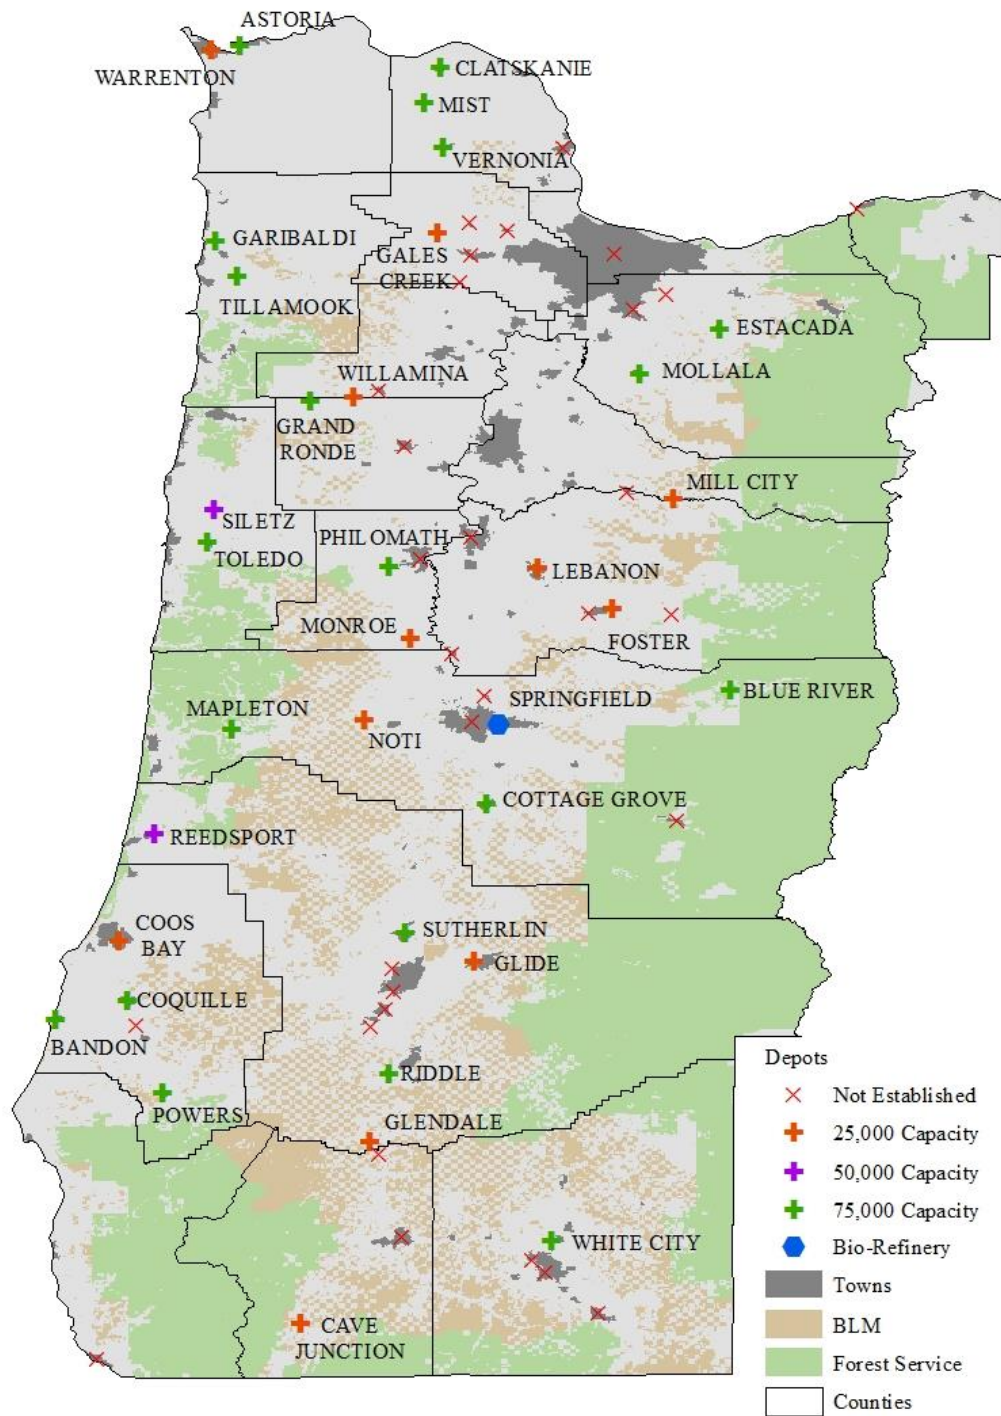 ASTORIA
WARRENTON
CLATSKANIE
MIST
VERNONIA
GARIBALDI
GALES
CREEK
TILLAMOOK
ESTACADA
MOLLALA
WILLAMINA
GRAND
RONDE
MILL CITY
SILETZ
PHILOMATH
TOLEDO
LEBANON
MONROE
FOSTER
SPRINGFIELD
BLUE RIVER
MAPLETON
NOTI
COTTAGE GROVE
REEDSPORT
COOS
BAY
SUTHERLIN
GLIDE
COQUILLE
BANDON
RIDDLE
POWERS
GLENDALE
WHITE CITY
CAVE
JUNCTION
Depots
Not Established
25,000 Capacity
50,000 Capacity
75,000 Capacity
Bio-Refinery
Towns
BLM
Forest Service
Counties